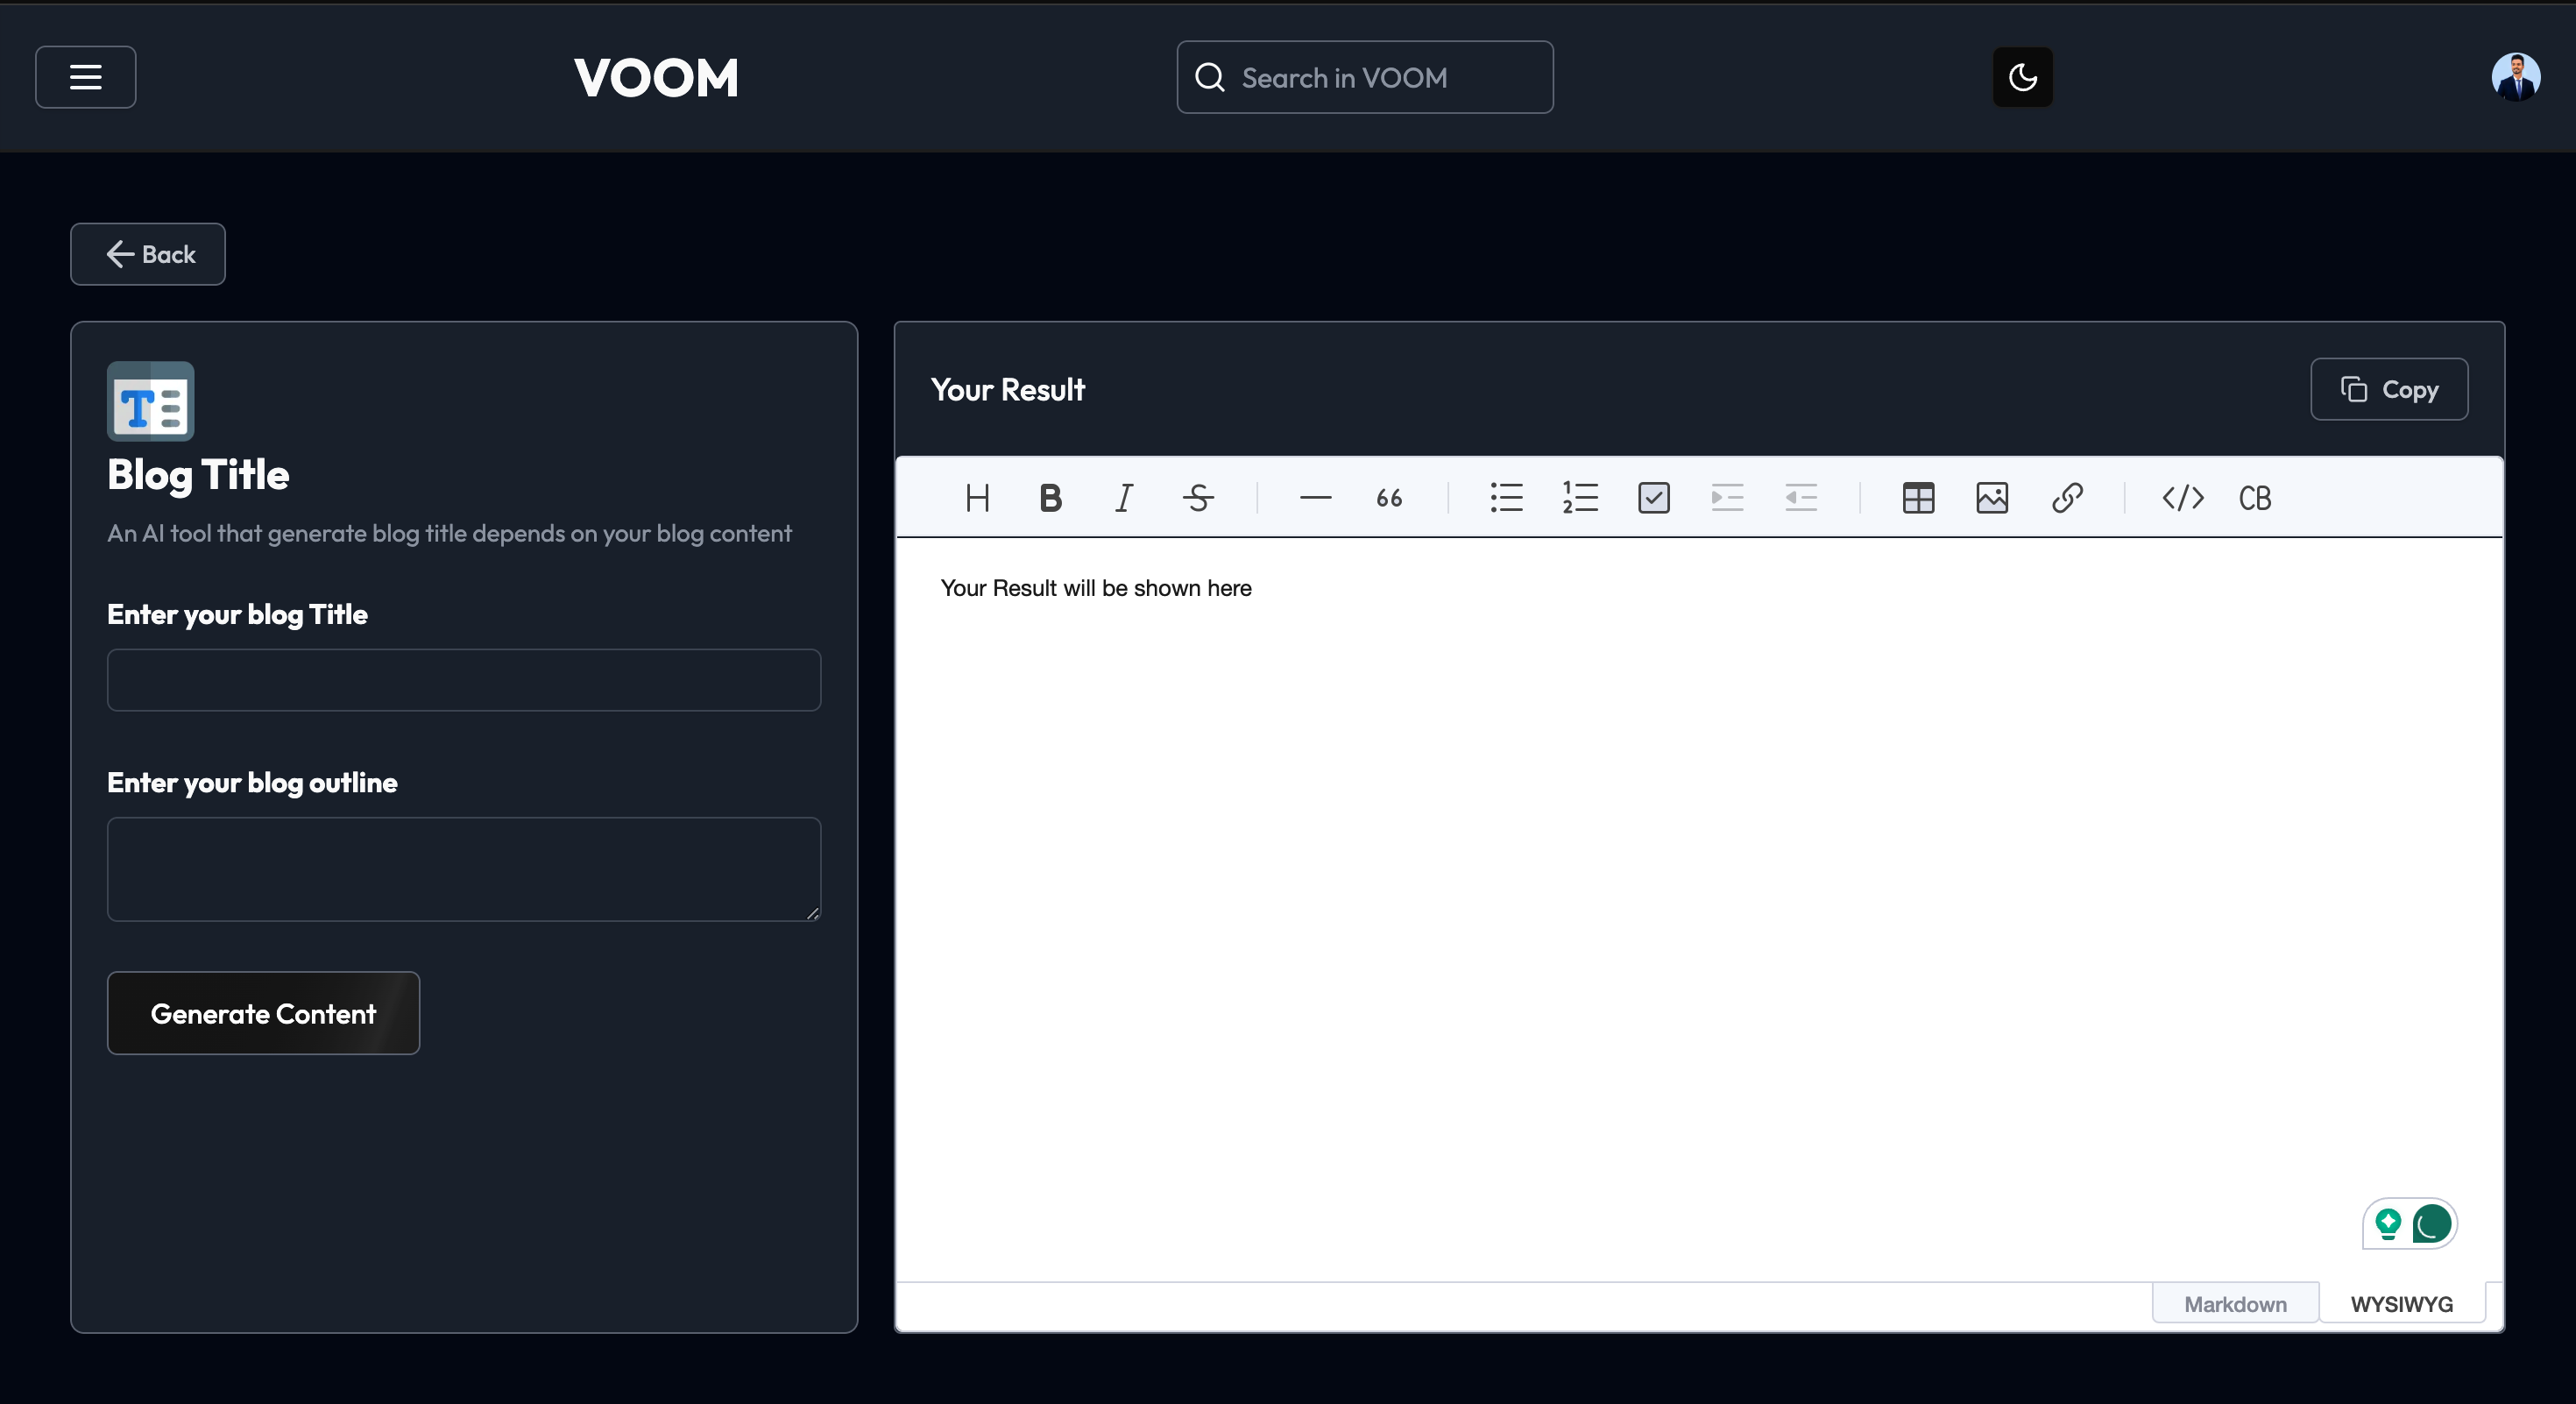 VOOM
Search in VOOM
Back
Blog Title
An AI tool that generate blog title depends on your blog content
Enter your blog Title
Enter your blog outline
Generate Content
Your Result
Copy
H B I S 66 1 2 </> CB
Your Result will be shown here
Markdown WYSIWYG